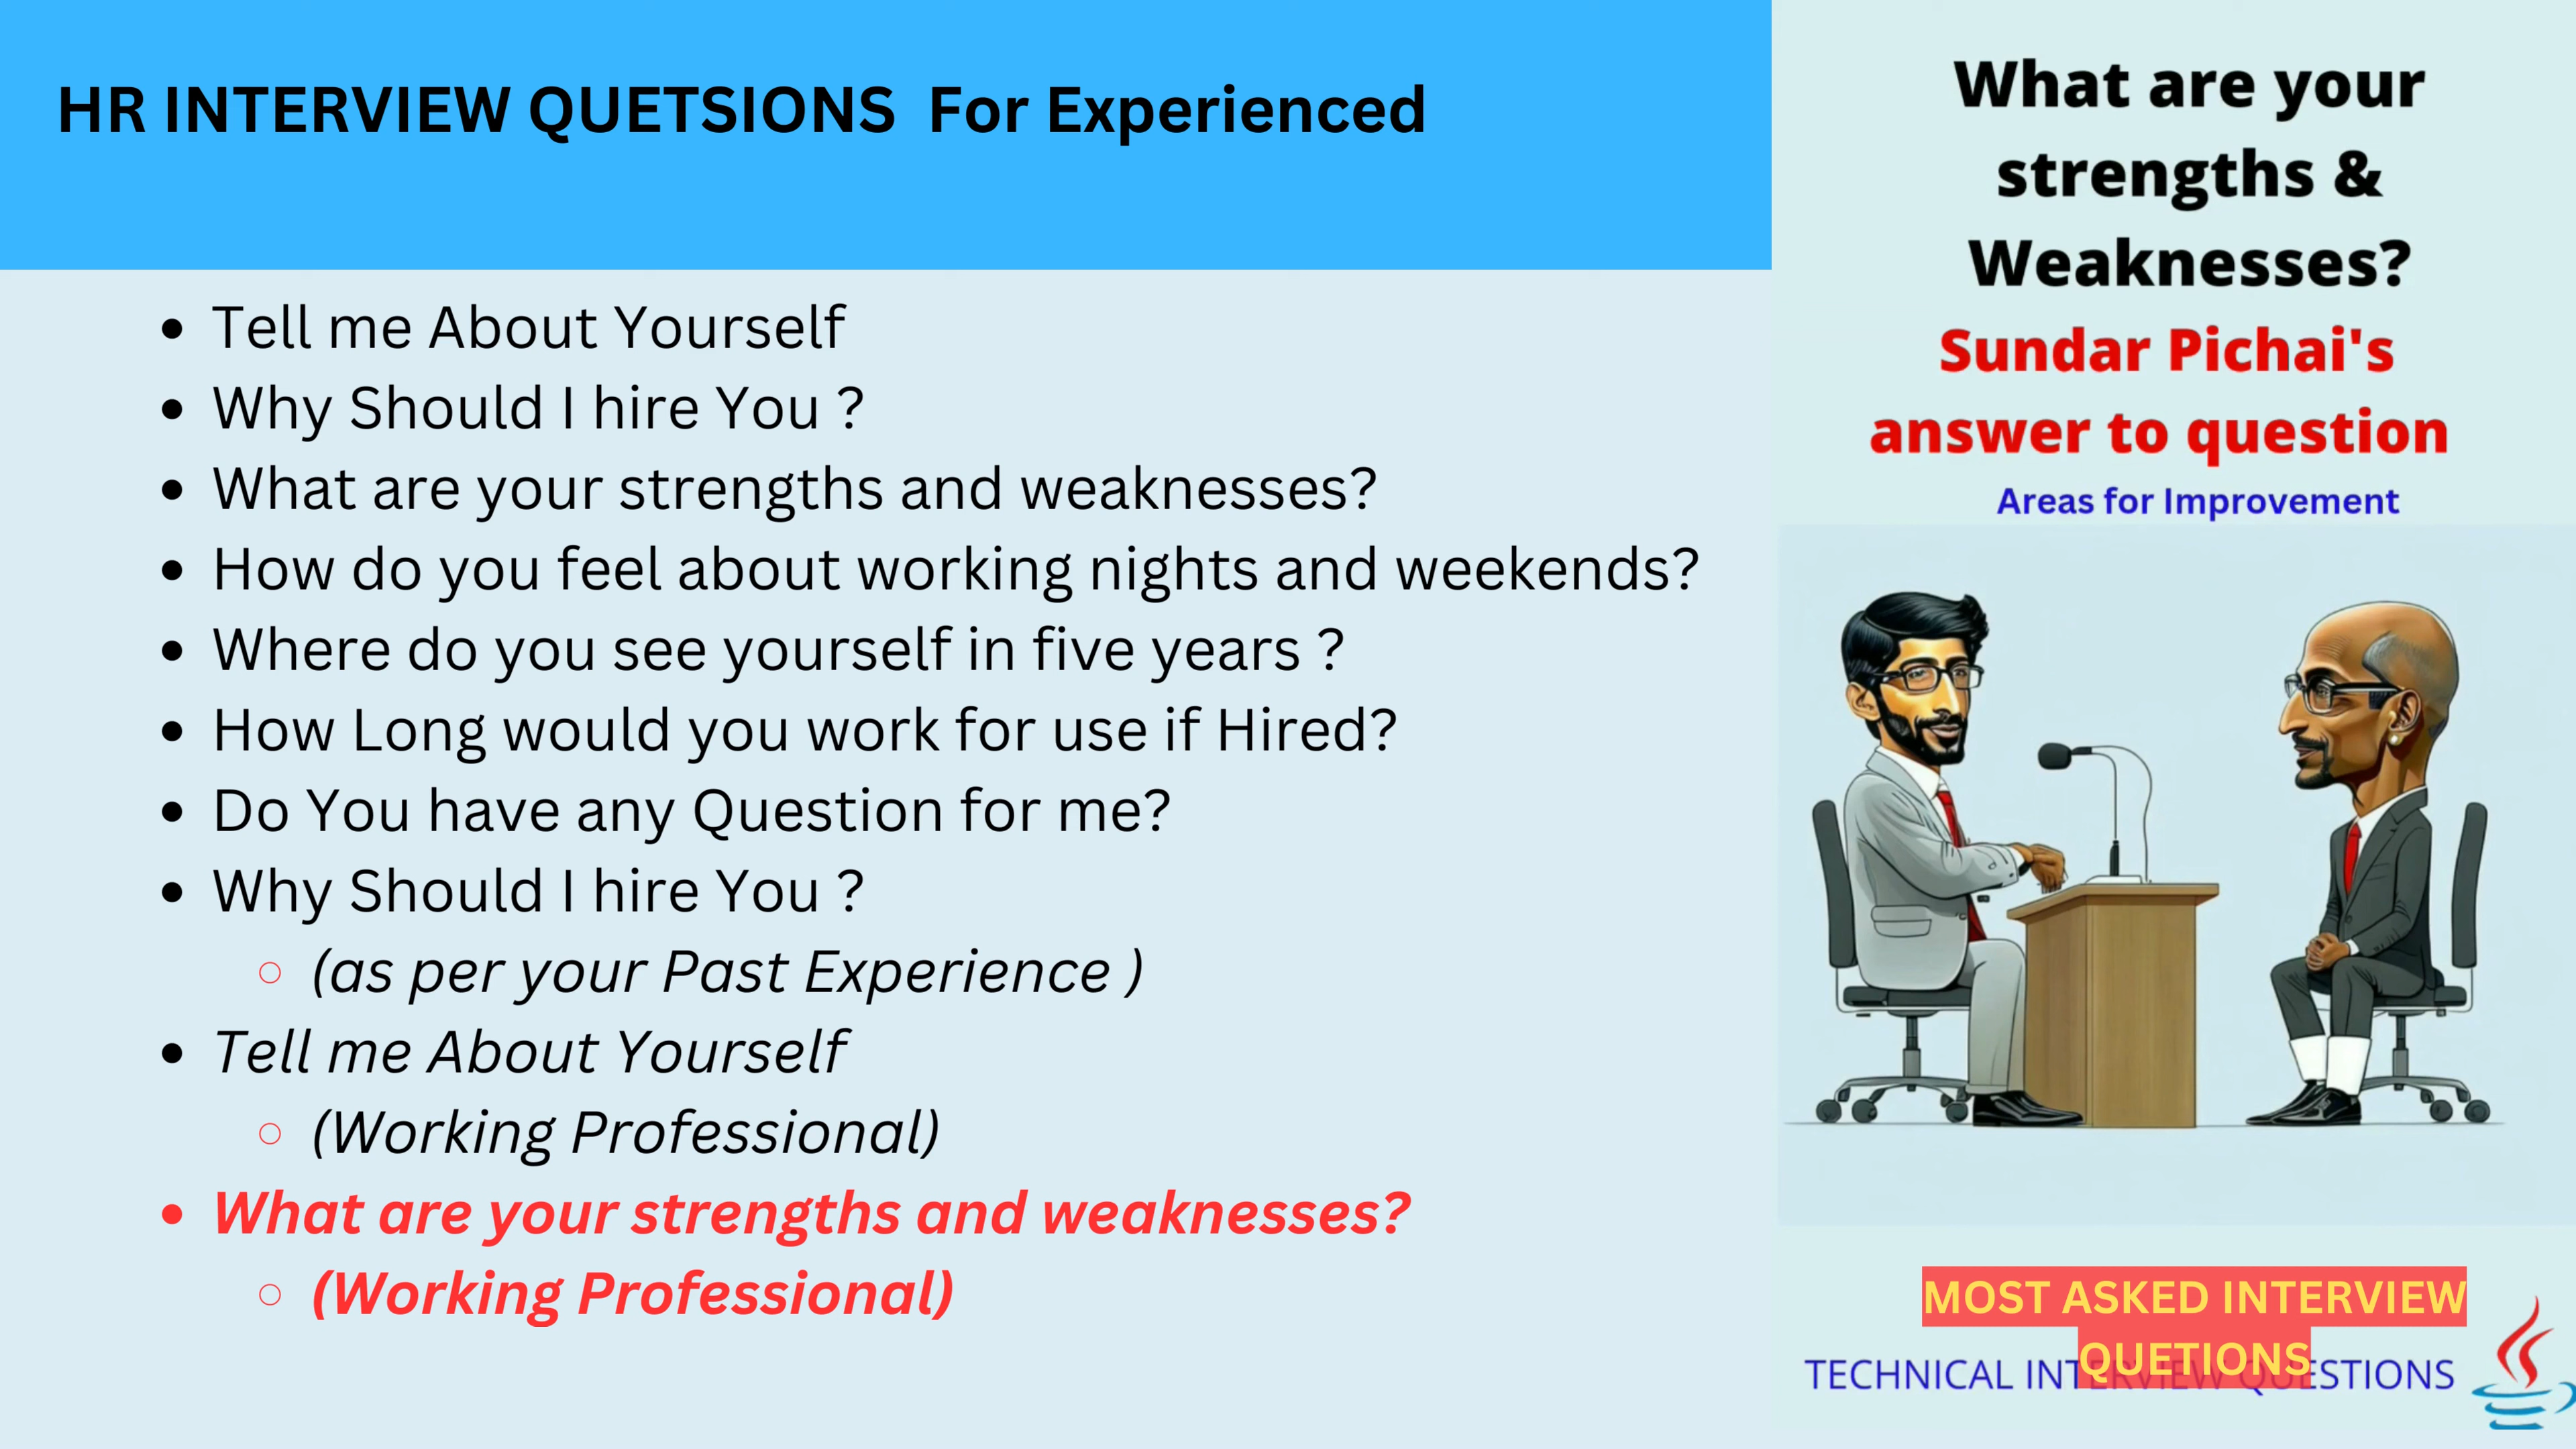 HR INTERVIEW QUETSIONS For Experienced
Tell me About Yourself
Why Should I hire You ?
What are your strengths and weaknesses?
How do you feel about working nights and weekends?
Where do you see yourself in five years ?
How Long would you work for use if Hired?
Do You have any Question for me?
Why Should I hire You ?
(as per your Past Experience )
Tell me About Yourself
(Working Professional)
What are your strengths and weaknesses?
(Working Professional)
What are your
strengths &
Weaknesses?
Sundar Pichai's
answer to question
Areas for Improvement
MOST ASKED INTERVIEW
QUETIONS
TECHNICAL INTERVIEW QUESTIONS